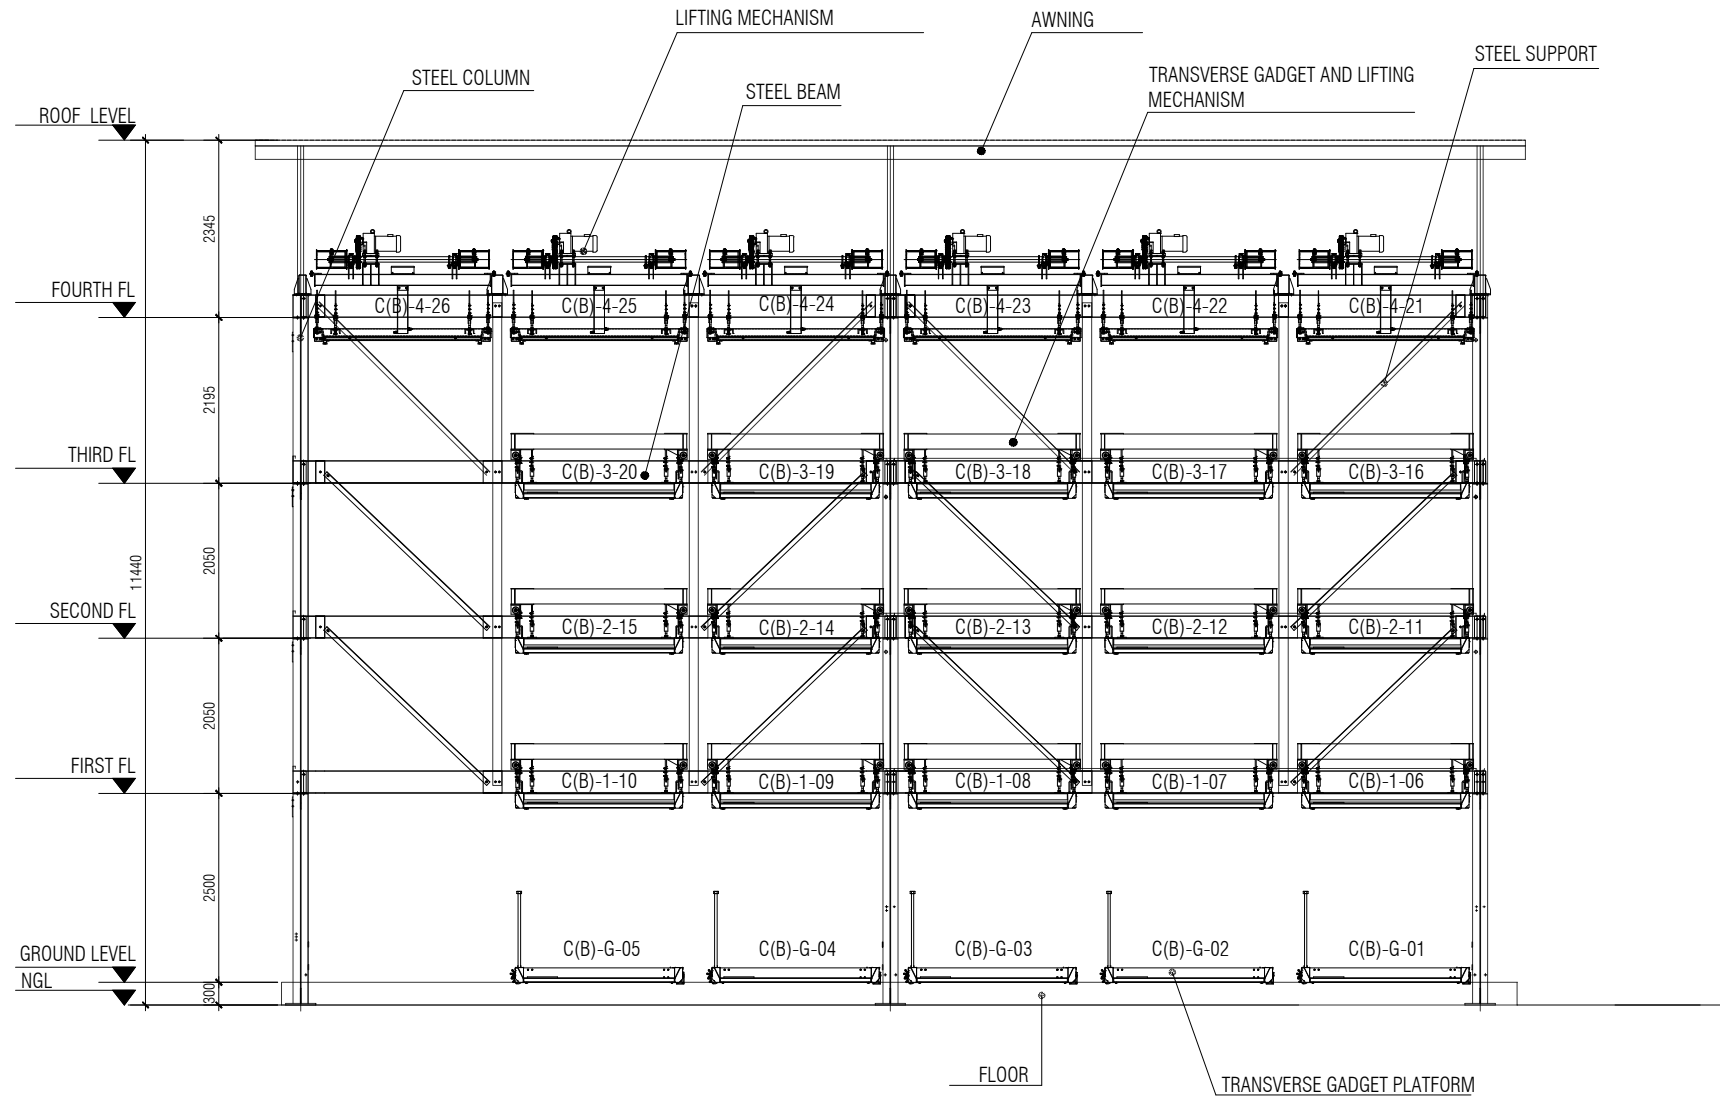 LIFTING MECHANISM
AWNING
STEEL SUPPORT
STEEL COLUMN
TRANSVERSE GADGET AND LIFTING
MECHANISM
STEEL BEAM
ROOF LEVEL
2345
FOURTH FL
C(B)-4-26
C(B)-4-25
C(B)-4-24
C(B)-4-23
C(B)-4-22
C(B)-4-21
2195
THIRD FL
C(B)-3-20
C(B)-3-19
C(B)-3-18
C(B)-3-17
C(B)-3-16
2050
11440
SECOND FL
C(B)-2-15
C(B)-2-14
C(B)-2-13
C(B)-2-12
C(B)-2-11
2050
FIRST FL
C(B)-1-10
C(B)-1-09
C(B)-1-08
C(B)-1-07
C(B)-1-06
2500
GROUND LEVEL
C(B)-G-05
C(B)-G-04
C(B)-G-03
C(B)-G-02
C(B)-G-01
NGL
300
FLOOR
TRANSVERSE GADGET PLATFORM